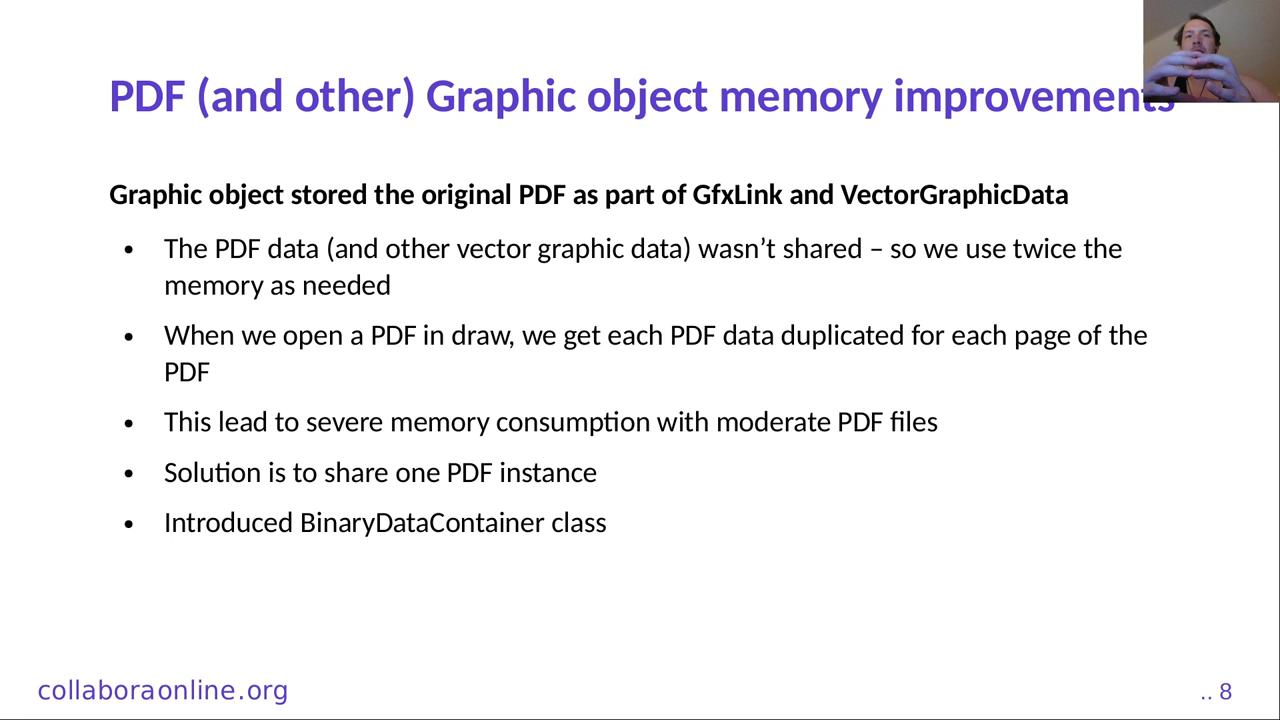 PDF (and other) Graphic object memory improvements
Graphic object stored the original PDF as part of GfxLink and VectorGraphicData
• The PDF data (and other vector graphic data) wasn’t shared – so we use twice the
memory as needed
• When we open a PDF in draw, we get each PDF data duplicated for each page of the
PDF
• This lead to severe memory consumption with moderate PDF files
• Solution is to share one PDF instance
• Introduced BinaryDataContainer class
collaboraonline.org
.. 8